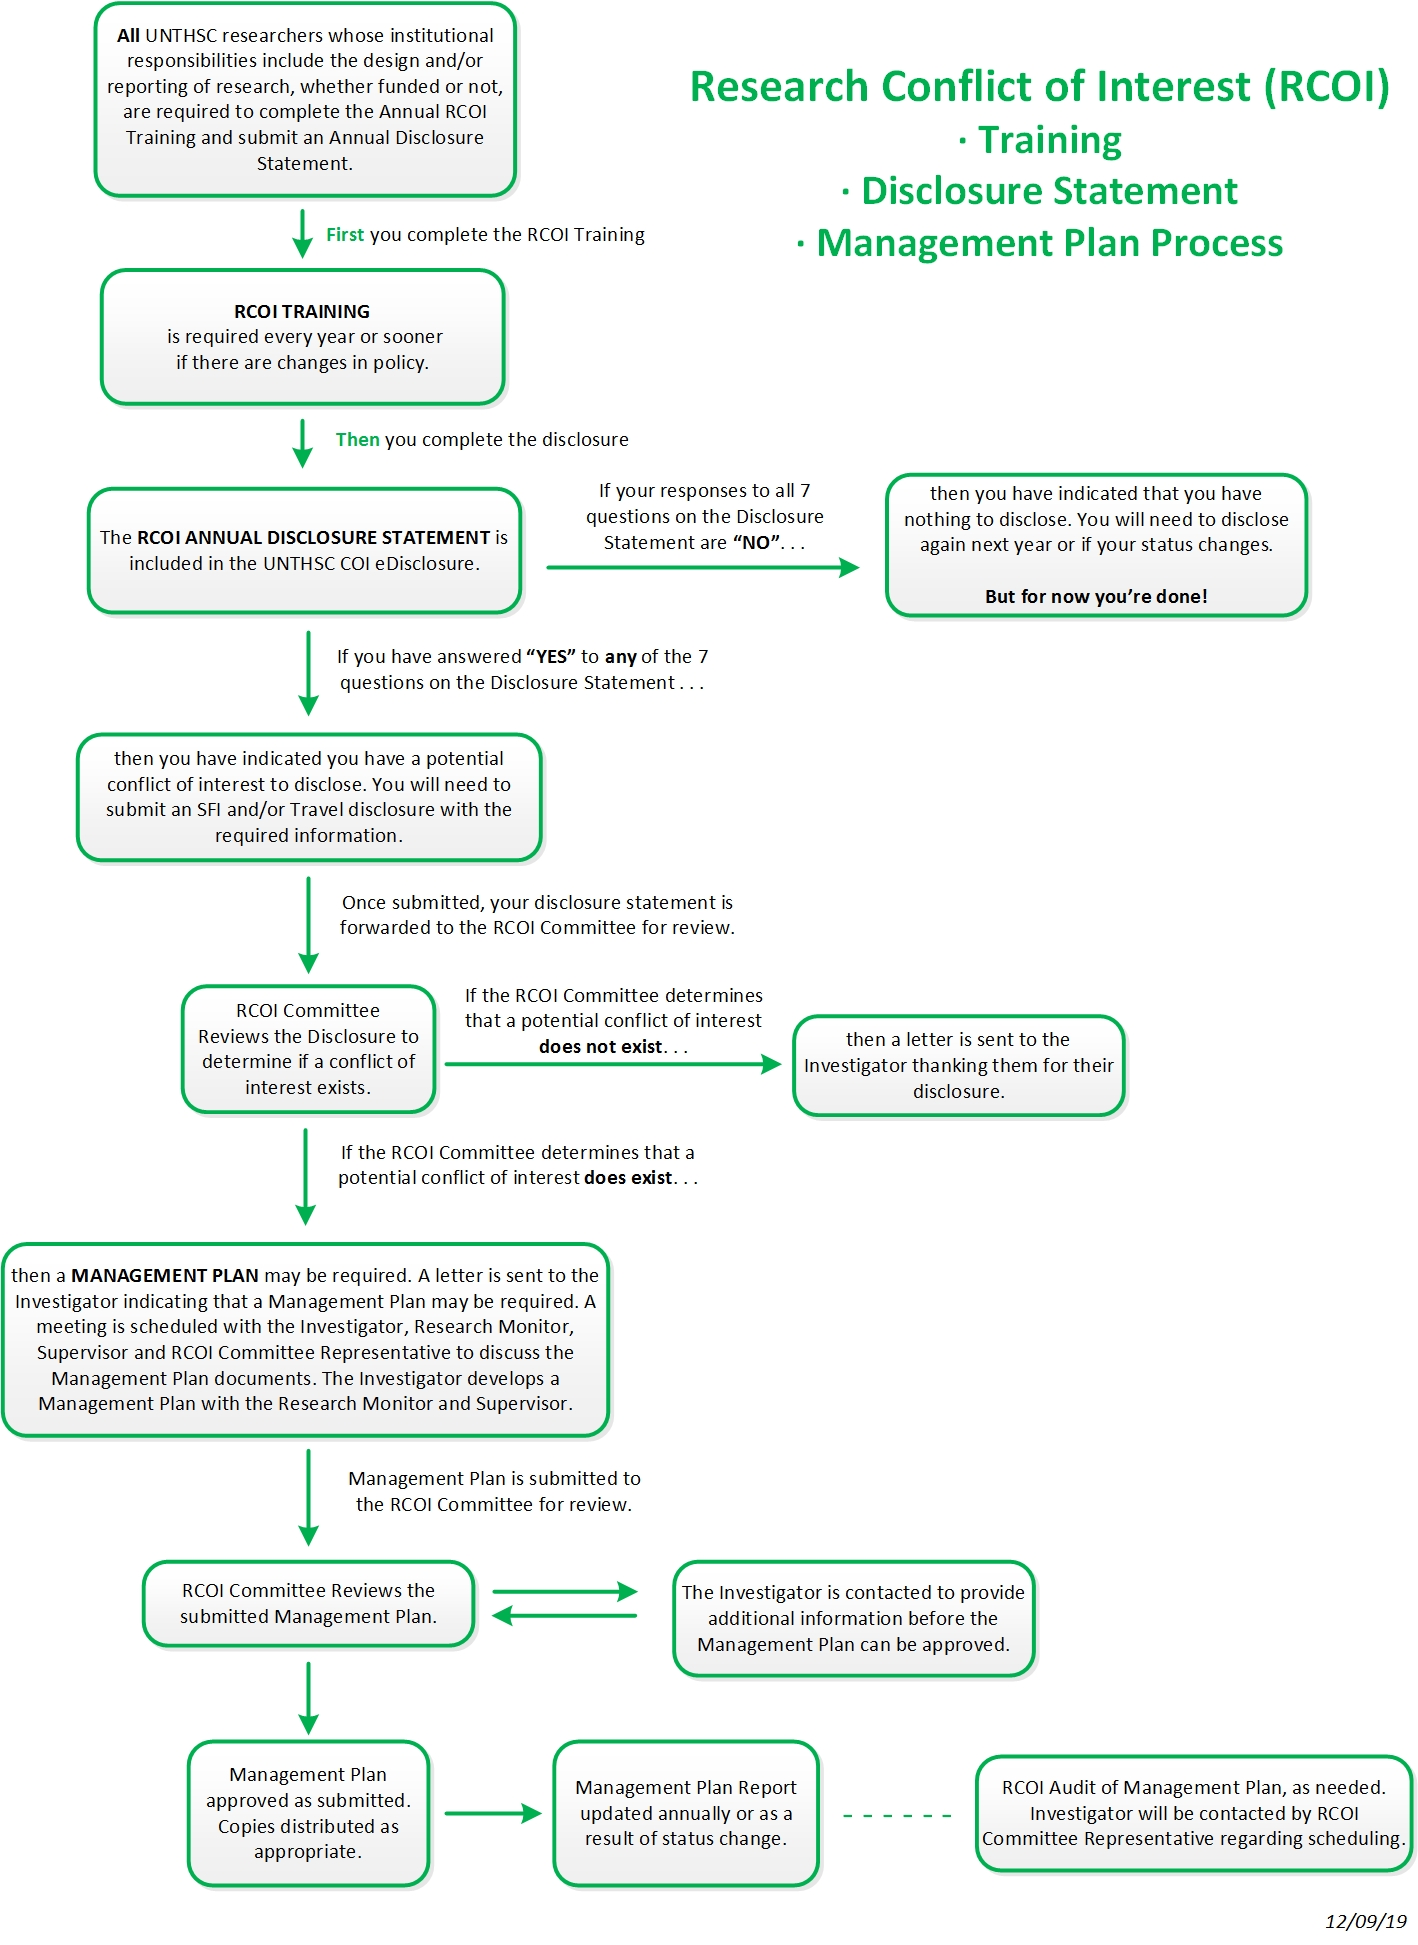 All UNTHSC researchers whose institutional
responsibilities include the design and/or
reporting of research, whether funded or not,
are required to complete the Annual RCOI
Training and submit an Annual Disclosure
Statement.
Research Conflict of Interest (RCOI)
· Training
· Disclosure Statement
· Management Plan Process
First you complete the RCOI Training
RCOI TRAINING
is required every year or sooner
if there are changes in policy.
Then you complete the disclosure
The RCOI ANNUAL DISCLOSURE STATEMENT is
included in the UNTHSC COI eDisclosure.
If your responses to all 7
questions on the Disclosure
Statement are “NO”. . .
then you have indicated that you have
nothing to disclose. You will need to disclose
again next year or if your status changes.
But for now you’re done!
If you have answered “YES” to any of the 7
questions on the Disclosure Statement . . .
then you have indicated you have a potential
conflict of interest to disclose. You will need to
submit an SFI and/or Travel disclosure with the
required information.
Once submitted, your disclosure statement is
forwarded to the RCOI Committee for review.
RCOI Committee
Reviews the Disclosure to
determine if a conflict of
interest exists.
If the RCOI Committee determines
that a potential conflict of interest
does not exist. . .
then a letter is sent to the
Investigator thanking them for their
disclosure.
If the RCOI Committee determines that a
potential conflict of interest does exist. . .
then a MANAGEMENT PLAN may be required. A letter is sent to the
Investigator indicating that a Management Plan may be required. A
meeting is scheduled with the Investigator, Research Monitor,
Supervisor and RCOI Committee Representative to discuss the
Management Plan documents. The Investigator develops a
Management Plan with the Research Monitor and Supervisor.
Management Plan is submitted to
the RCOI Committee for review.
RCOI Committee Reviews the
submitted Management Plan.
The Investigator is contacted to provide
additional information before the
Management Plan can be approved.
Management Plan
approved as submitted.
Copies distributed as
appropriate.
Management Plan Report
updated annually or as a
result of status change.
RCOI Audit of Management Plan, as needed.
Investigator will be contacted by RCOI
Committee Representative regarding scheduling.
12/09/19